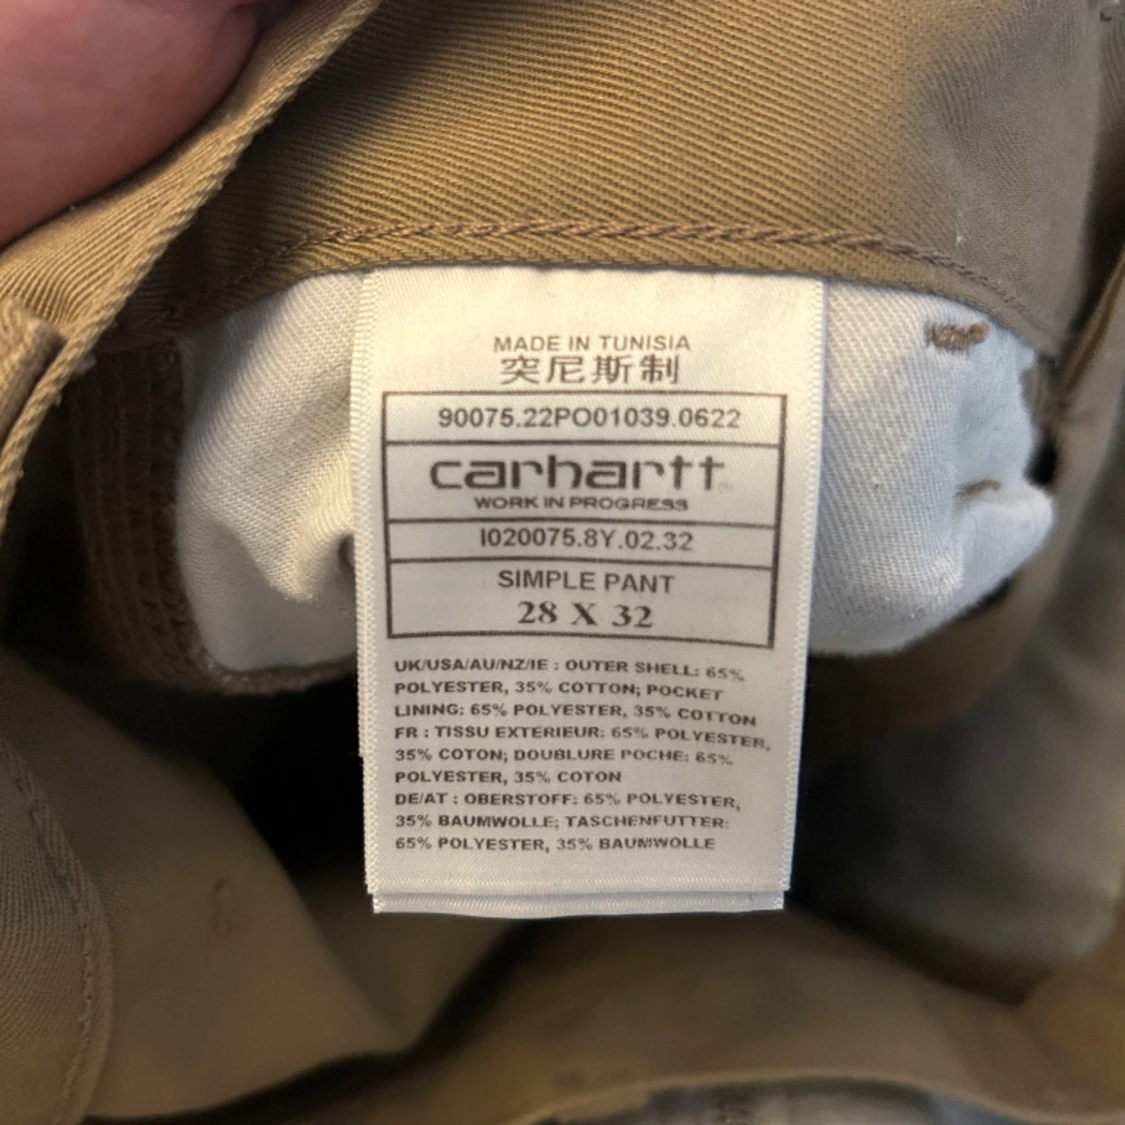 MADE IN TUNISIA
突尼斯制
90075.22PO01039.0622
carhartt
WORK IN PROGRESS
I020075.8Y.02.32
SIMPLE PANT
28 X 32
UK/USA/AU/NZ/IE : OUTER SHELL: 65%
POLYESTER, 35% COTTON; POCKET
LINING: 65% POLYESTER, 35% COTTON
FR : TISSU EXTERIEUR: 65% POLYESTER,
35% COTON; DOUBLURE POCHE: 65%
POLYESTER, 35% COTON
DE/AT : OBERSTOFF: 65% POLYESTER,
35% BAUMWOLLE; TASCHENFUTTER:
65% POLYESTER, 35% BAUMWOLLE